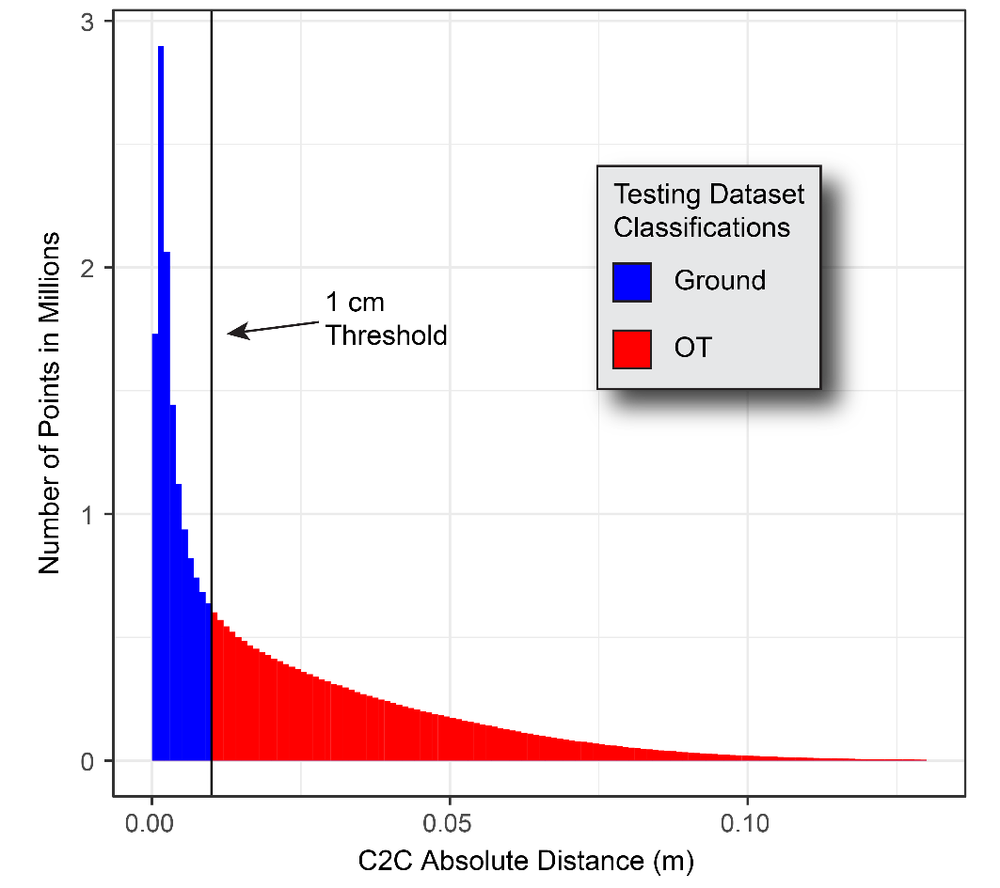 3
2
1
0
Number of Points in Millions
1 cm
Threshold
Testing Dataset
Classifications
Ground
OT
0.00 0.05 0.10
C2C Absolute Distance (m)